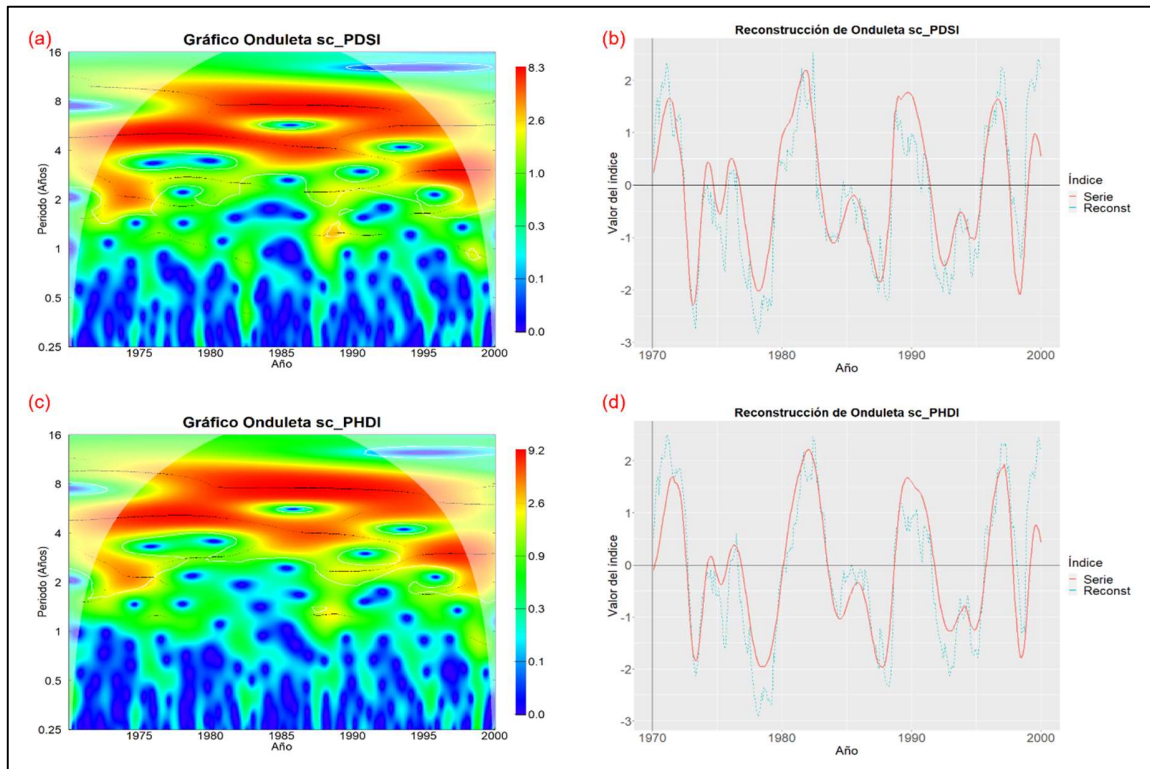 (a)
Gráfico Onduleta sc_PDSI
16
8
4
2
1
0.5
0.25
Periodo (Años)
1975 1980 1985 1990 1995 2000
Año
8.3
2.6
1.0
0.3
0.1
0.0
(b)
Reconstrucción de Onduleta sc_PDSI
2
1
0
-1
-2
-3
Valor del índice
1970 1980 1990 2000
Año
Índice
Serie
Reconst
(c)
Gráfico Onduleta sc_PHDI
16
8
4
2
1
0.5
0.25
Periodo (Años)
1975 1980 1985 1990 1995 2000
Año
9.2
2.6
0.9
0.3
0.1
0.0
(d)
Reconstrucción de Onduleta sc_PHDI
2
1
0
-1
-2
-3
Valor del índice
1970 1980 1990 2000
Año
Índice
Serie
Reconst